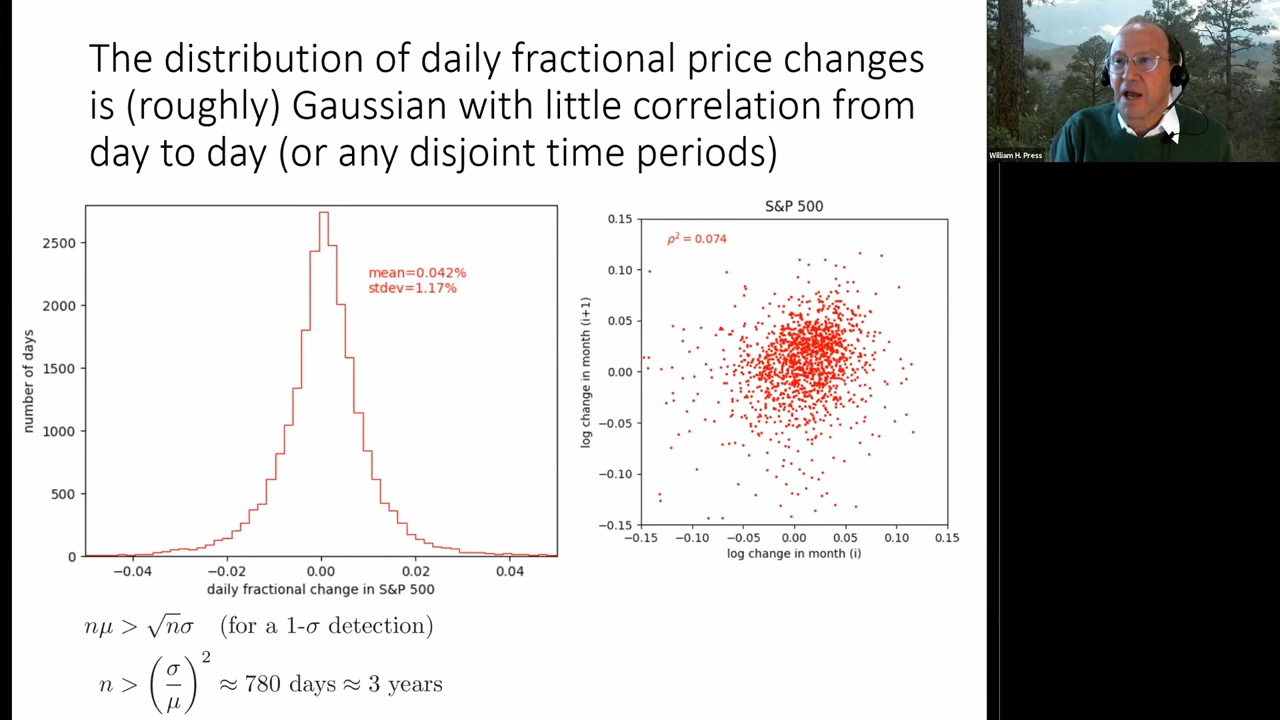 The distribution of daily fractional price changes
is (roughly) Gaussian with little correlation from
day to day (or any disjoint time periods)
William H. Press
2500
2000
1500
1000
500
0
number of days
mean=0.042%
stdev=1.17%
−0.04 −0.02 0.00 0.02 0.04
daily fractional change in S&P 500
S&P 500
ρ² = 0.074
0.15
0.10
0.05
0.00
−0.05
−0.10
−0.15
log change in month (i+1)
−0.15 −0.10 −0.05 0.00 0.05 0.10 0.15
log change in month (i)
nμ > √nσ (for a 1-σ detection)
n > (σ/μ)² ≈ 780 days ≈ 3 years